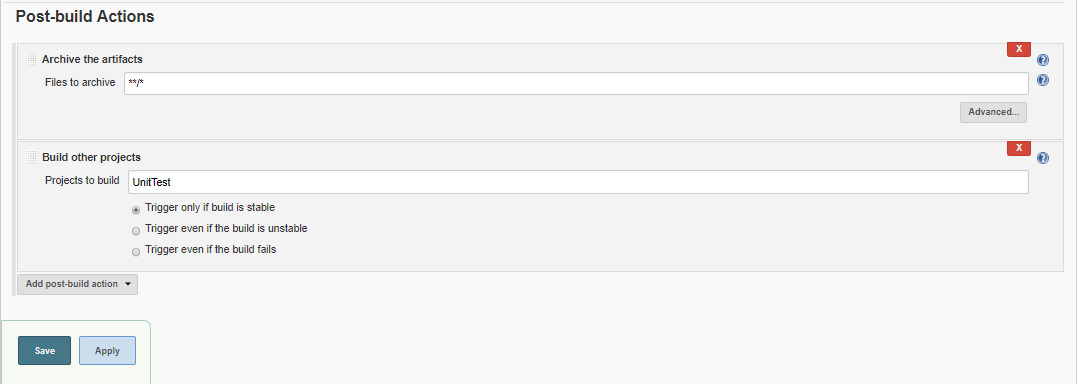 Post-build Actions
X
Archive the artifacts
Files to archive
**/*
Advanced...
X
Build other projects
Projects to build
UnitTest
Trigger only if build is stable
Trigger even if the build is unstable
Trigger even if the build fails
Add post-build action
Save
Apply